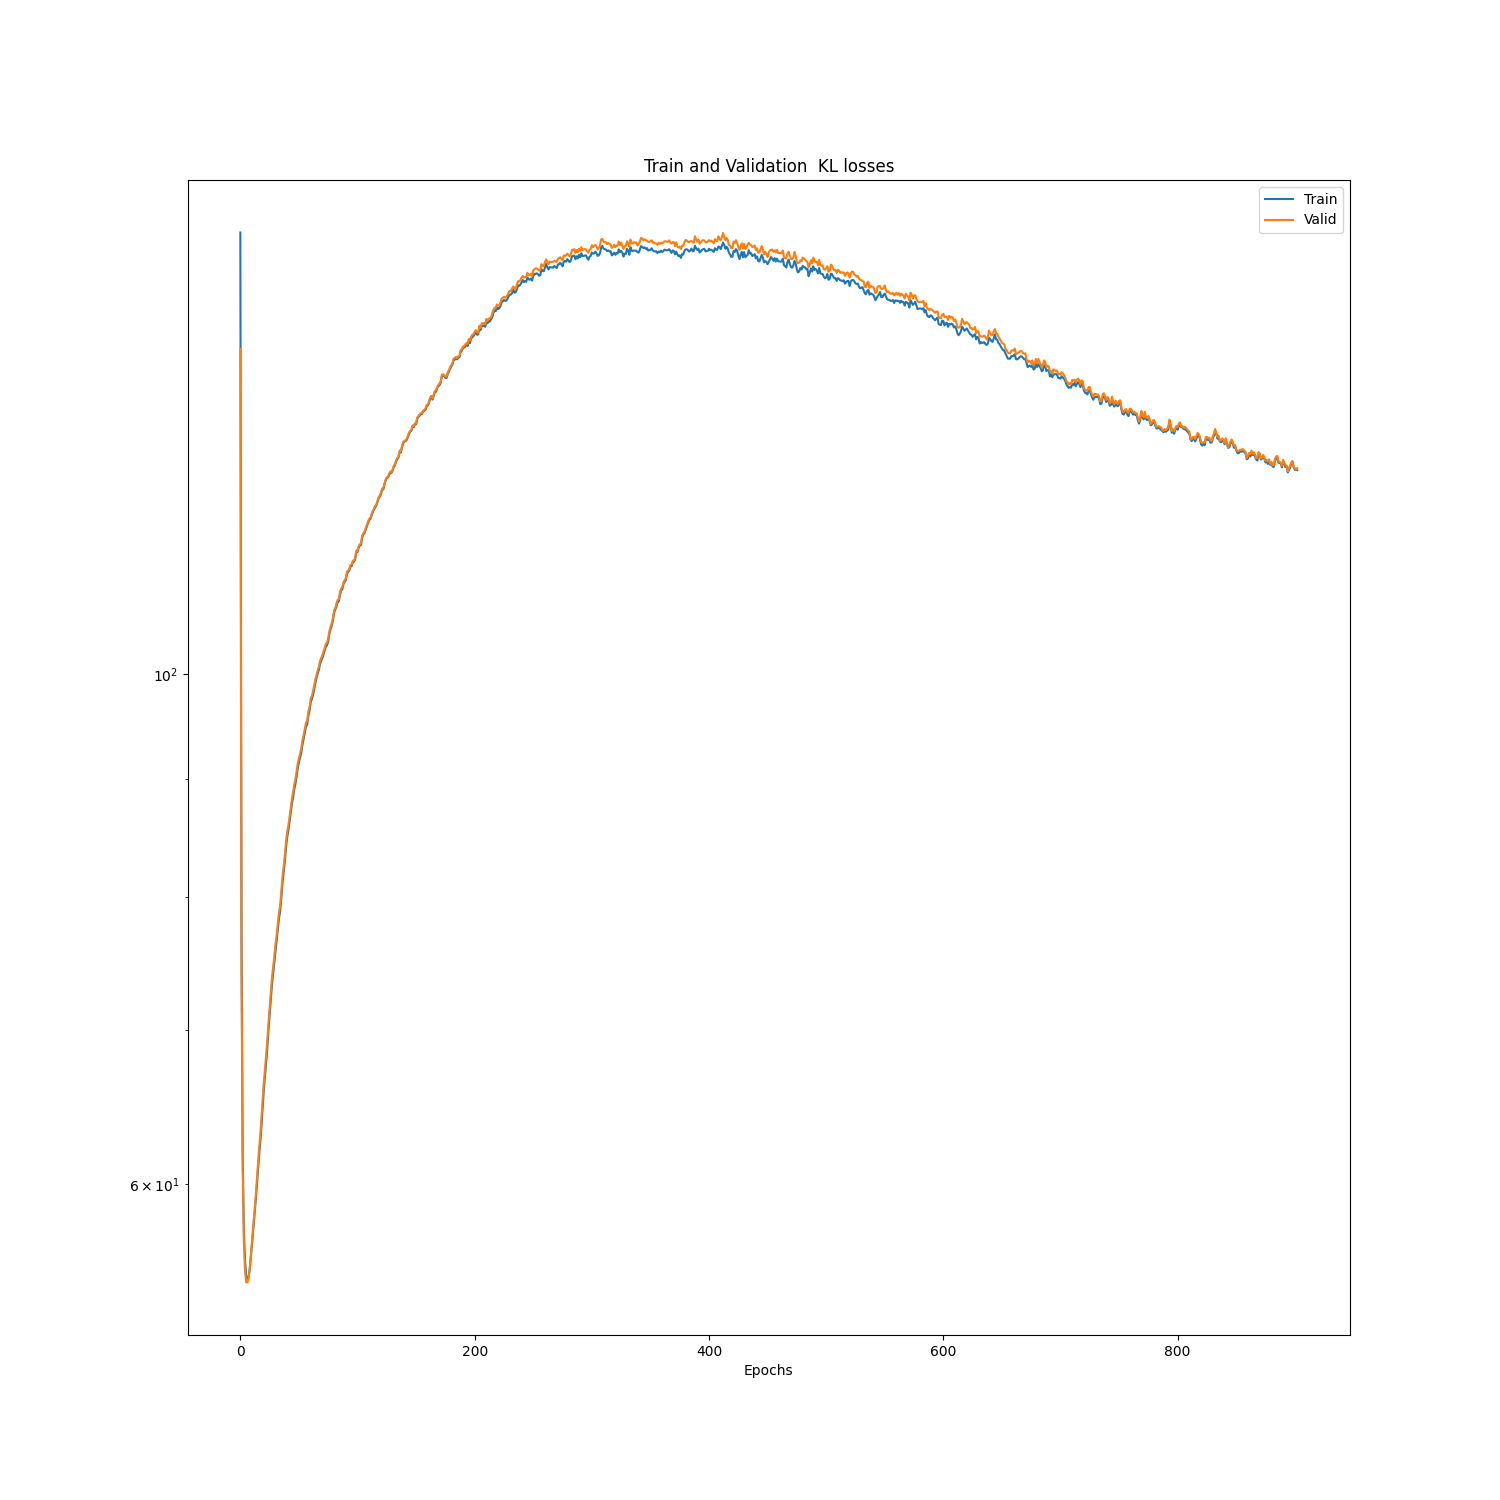 Train and Validation  KL losses
Train
Valid
10²
6 × 10¹
0 200 400 600 800
Epochs